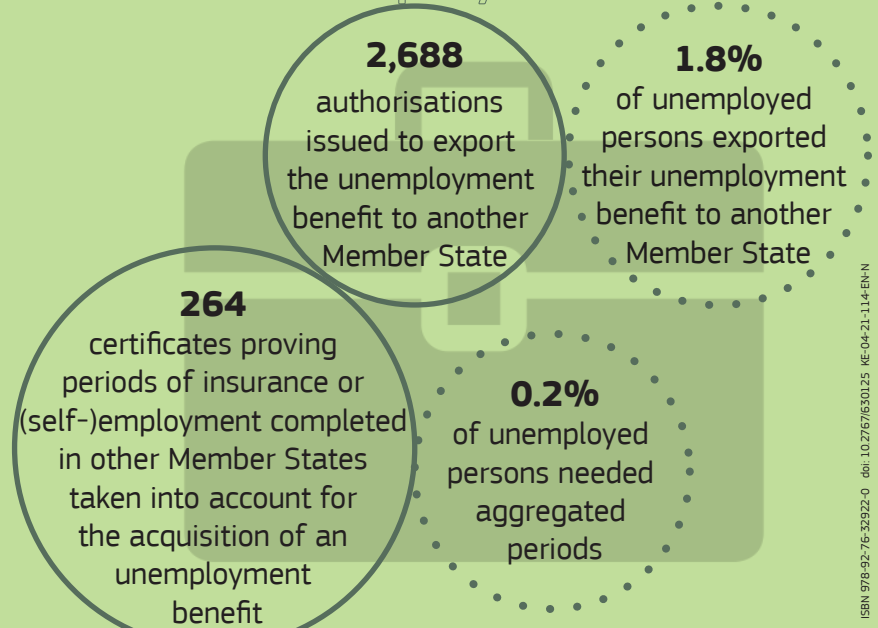 2,688
authorisations
issued to export
the unemployment
benefit to another
Member State
1.8%
of unemployed
persons exported
their unemployment
benefit to another
Member State
264
certificates proving
periods of insurance or
(self-)employment completed
in other Member States
taken into account for
the acquisition of an
unemployment
benefit
0.2%
of unemployed
persons needed
aggregated
periods
ISBN 978-92-76-32922-0 doi: 10.2767/630125 KE-04-21-114-EN-N